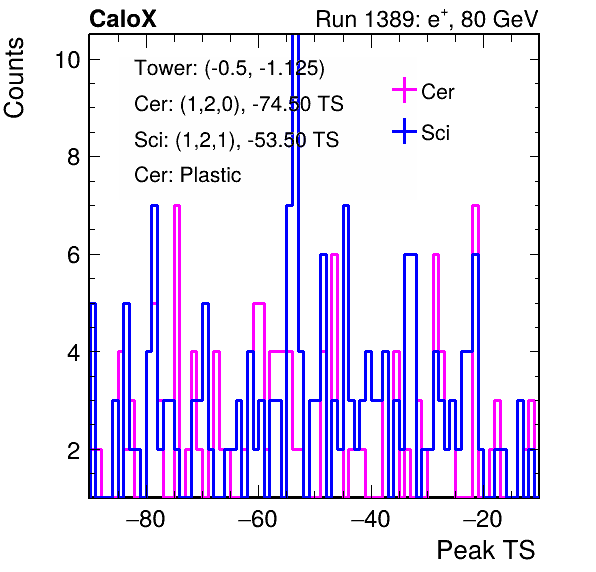 CaloX Run 1389: e⁺, 80 GeV
Counts
10
8
6
4
2
Tower: (-0.5, -1.125)
Cer: (1,2,0), -74.50 TS
Sci: (1,2,1), -53.50 TS
Cer: Plastic
Cer
Sci
−80 −60 −40 −20
Peak TS